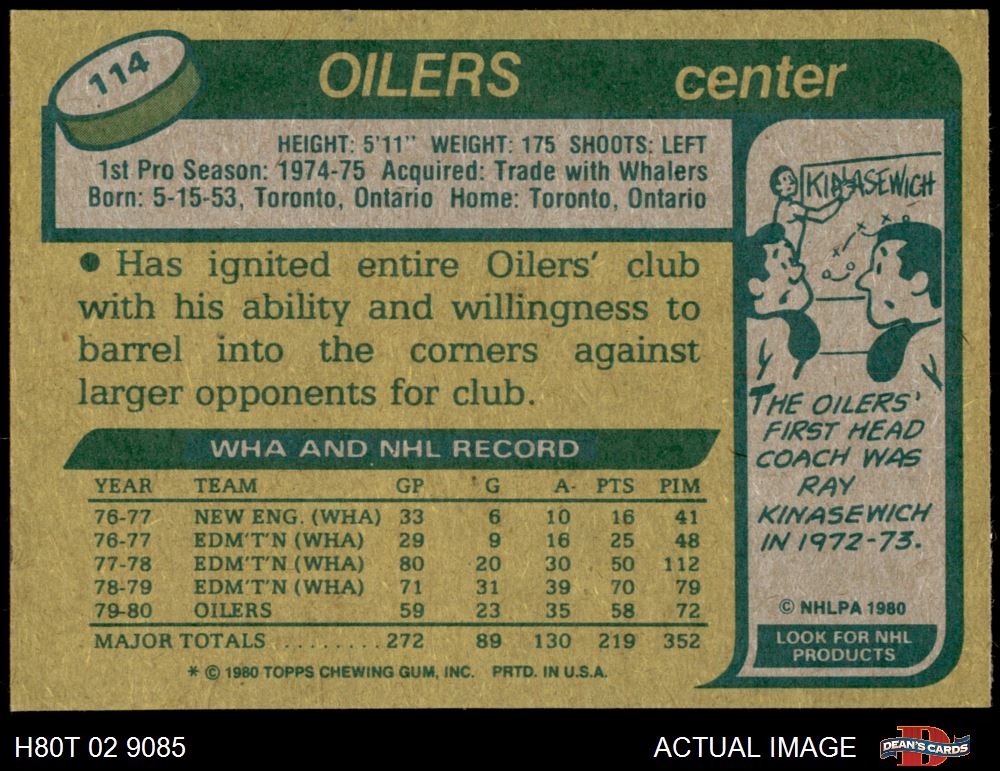 114
OILERS center
HEIGHT: 5'11" WEIGHT: 175 SHOOTS: LEFT
1st Pro Season: 1974-75 Acquired: Trade with Whalers
Born: 5-15-53, Toronto, Ontario Home: Toronto, Ontario
● Has ignited entire Oilers' club
with his ability and willingness to
barrel into the corners against
larger opponents for club.
WHA AND NHL RECORD
YEAR TEAM GP G A- PTS PIM
76-77 NEW ENG. (WHA) 33 6 10 16 41
76-77 EDM'T'N (WHA) 29 9 16 25 48
77-78 EDM'T'N (WHA) 80 20 30 50 112
78-79 EDM'T'N (WHA) 71 31 39 70 79
79-80 OILERS 59 23 35 58 72
MAJOR TOTALS ........ 272 89 130 219 352
* © 1980 TOPPS CHEWING GUM, INC. PRTD. IN U.S.A.
KINASEWICH
THE OILERS'
FIRST HEAD
COACH WAS
RAY
KINASEWICH
IN 1972-73.
© NHLPA 1980
LOOK FOR NHL
PRODUCTS
H80T 02 9085
ACTUAL IMAGE
DEAN'S CARDS